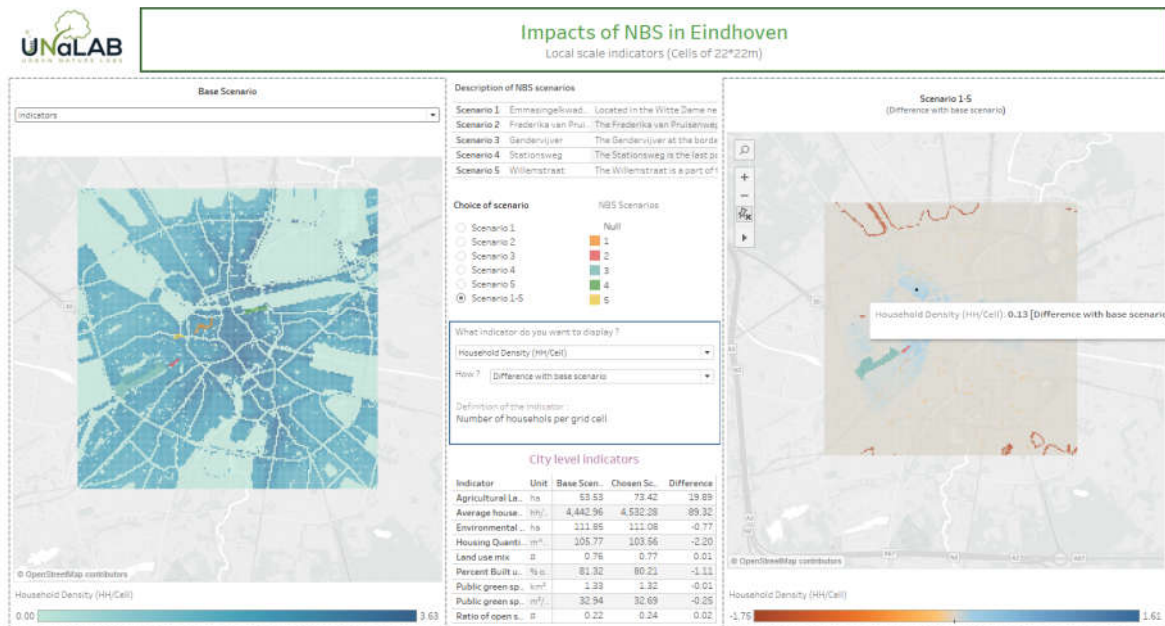 UNaLAB
URBAN NATURE LABS
Impacts of NBS in Eindhoven
Local scale indicators (Cells of 22*22m)
Base Scenario
Indicators
© OpenStreetMap contributors
Household Density (HH/Cell)
0.00 3.63
Description of NBS scenarios
Scenario 1 Emmasingelkwad.. Located in the Witte Dame ne
Scenario 2 Frederika van Prui.. The Frederika van Pruisenweg
Scenario 3 Gendervijver The Gendervijver at the borde
Scenario 4 Stationsweg The Stationsweg is the last pa
Scenario 5 Willemstraat The Willemstraat is a part of t
Choice of scenario
Scenario 1
Scenario 2
Scenario 3
Scenario 4
Scenario 5
Scenario 1-5
NBS Scenarios
Null
1
2
3
4
5
What indicator do you want to display ?
Household Density (HH/Cell)
How ? Difference with base scenario
Definition of the indicator :
Number of househols per grid cell
City level indicators
Indicator Unit Base Scen.. Chosen Sc.. Difference
Agricultural La.. ha 53.53 73.42 19.89
Average house.. hh/.. 4,442.96 4,532.28 89.32
Environmental .. ha 111.85 111.08 -0.77
Housing Quanti.. m².. 105.77 103.56 -2.20
Land use mix 0.76 0.77 0.01
Percent Built u.. % o.. 81.32 80.21 -1.11
Public green sp.. km² 1.33 1.32 -0.01
Public green sp.. m²/.. 32.94 32.69 -0.25
Ratio of open s.. 0.22 0.24 0.02
Scenario 1-5
(Difference with base scenario)
Household Density (HH/Cell): 0.13 [Difference with base scenario
© OpenStreetMap contributors
Household Density (HH/Cell)
-1.75 1.61